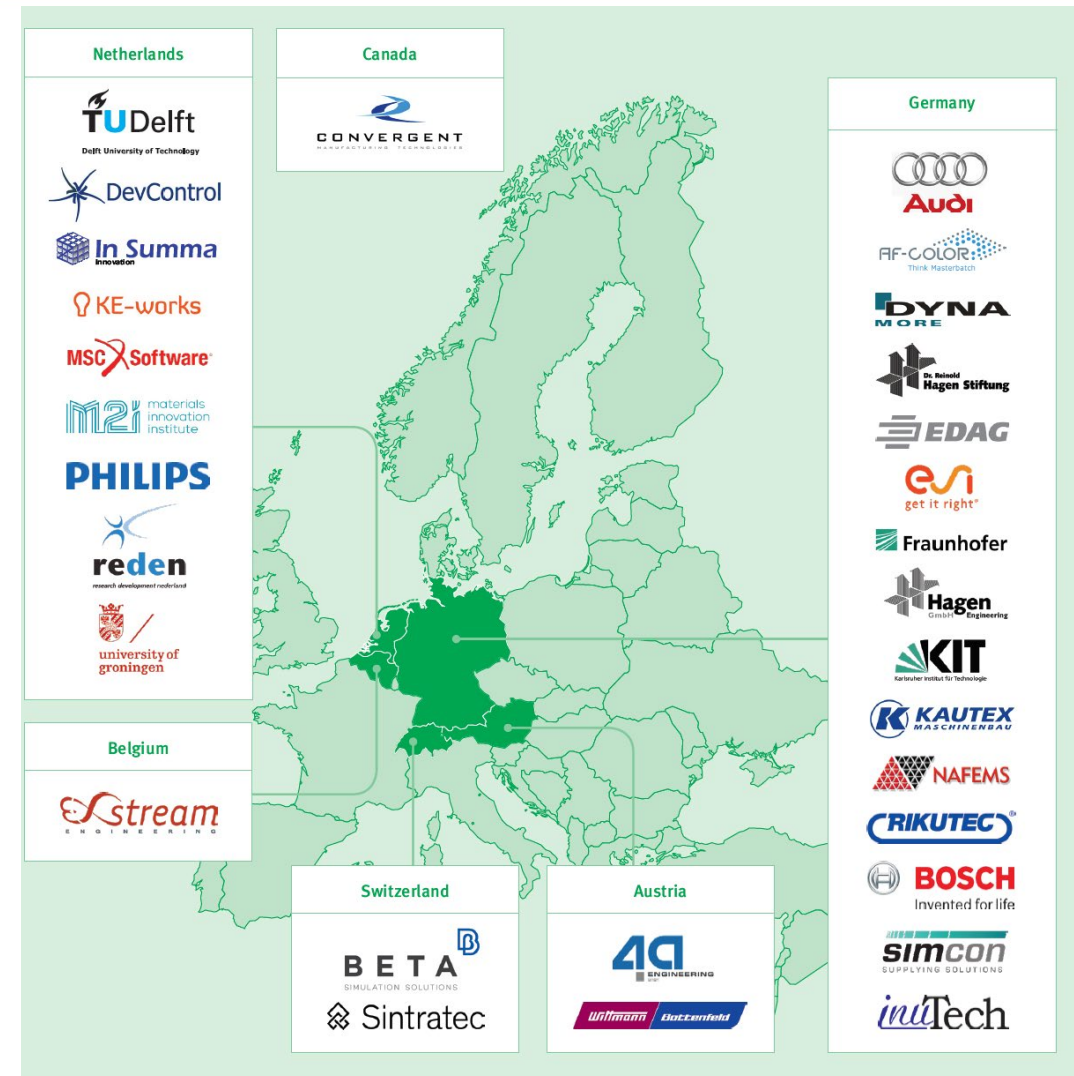 Netherlands
TUDelft
Delft University of Technology
DevControl
In Summa
Innovation
KE-works
MSC Software
M2i materials
innovation
institute
PHILIPS
reden
research development nederland
university of
groningen
Canada
CONVERGENT
MANUFACTURING TECHNOLOGIES
Germany
Audi
AF-COLOR
Think Masterbatch
DYNA
MORE
Dr. Reinold
Hagen Stiftung
EDAG
esi
get it right®
Fraunhofer
Hagen
GmbH Engineering
KIT
Karlsruher Institut für Technologie
K KAUTEX
MASCHINENBAU
NAFEMS
RIKUTEC®
BOSCH
Invented for life
simcon
SUPPLYING SOLUTIONS
inuTech
Belgium
eXstream
ENGINEERING
Switzerland
BETA
SIMULATION SOLUTIONS
Sintratec
Austria
4a
ENGINEERING
Wittmann Battenfeld